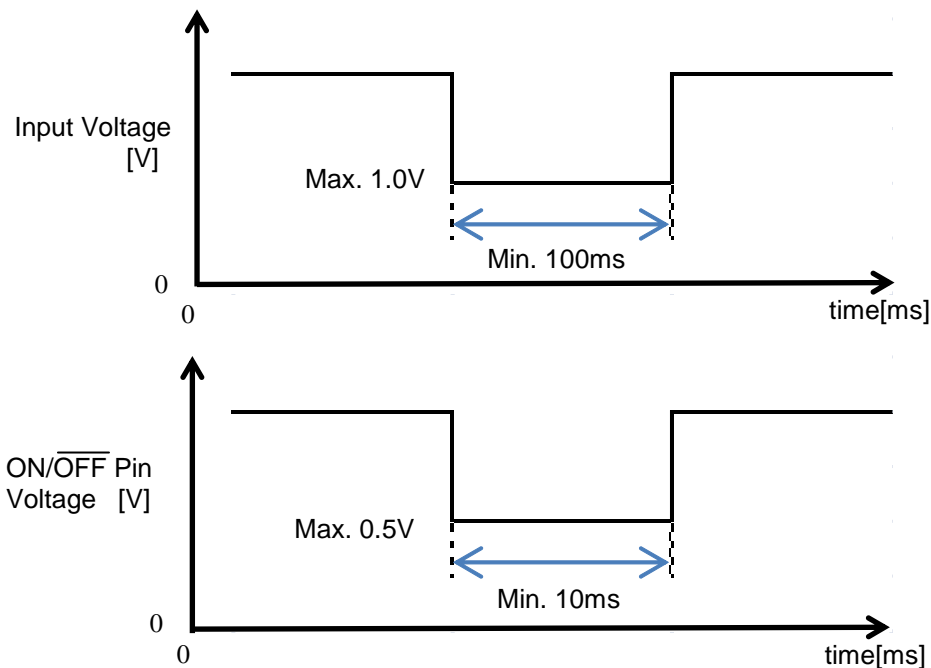 Input Voltage
[V]
Max. 1.0V
Min. 100ms
0
0
time[ms]
ON/OFF Pin
Voltage [V]
Max. 0.5V
Min. 10ms
0
0
time[ms]